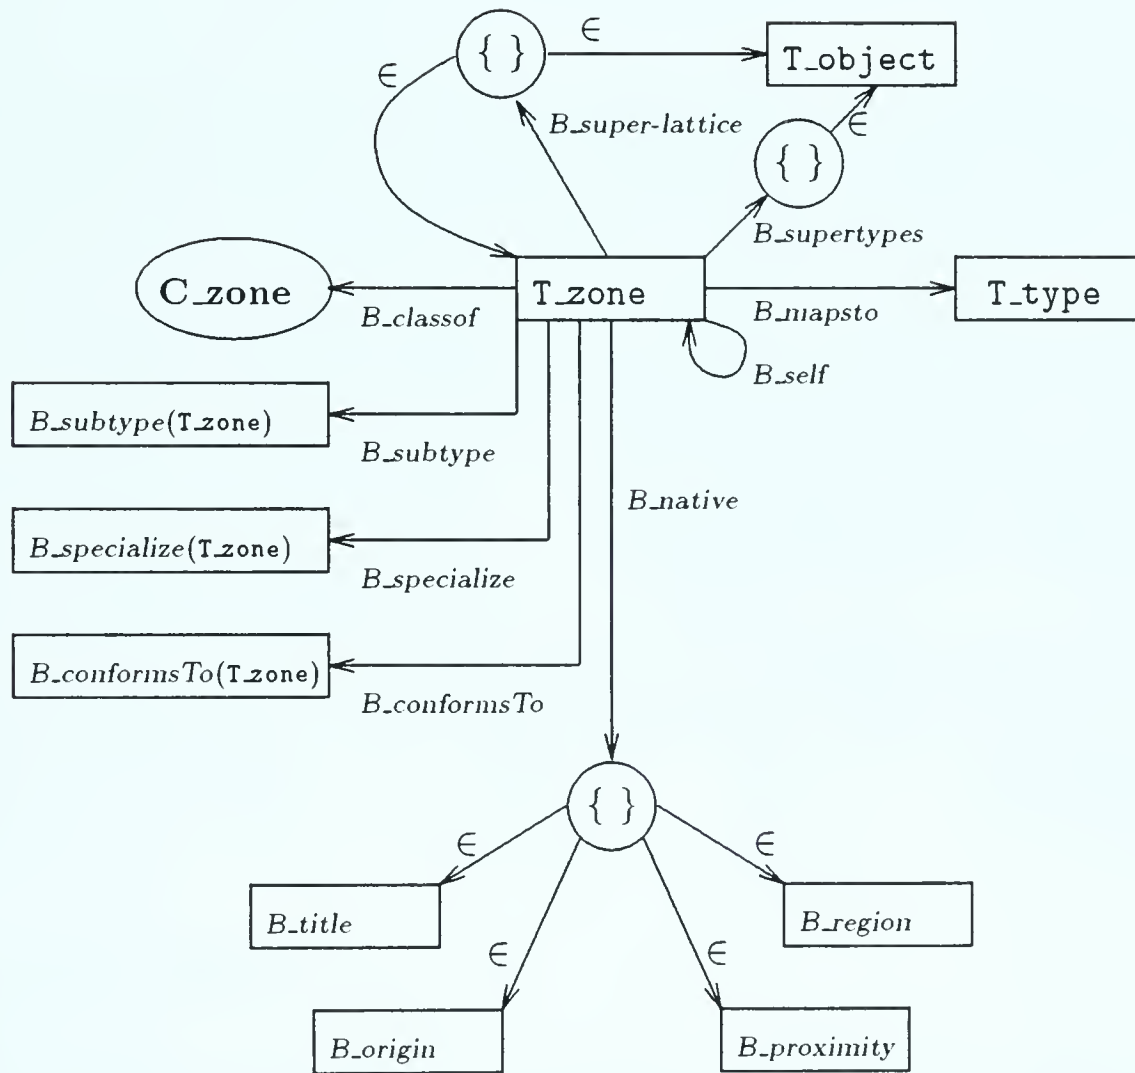 ∈
{ }
T_object
∈
B_super-lattice
∈
{ }
B_supertypes
C_zone
T_zone
T_type
B_classof
B_mapsto
B_self
B_subtype(T_zone)
B_subtype
B_native
B_specialize(T_zone)
B_specialize
B_conformsTo(T_zone)
B_conformsTo
{ }
∈
∈
B_title
B_region
∈
∈
B_origin
B_proximity